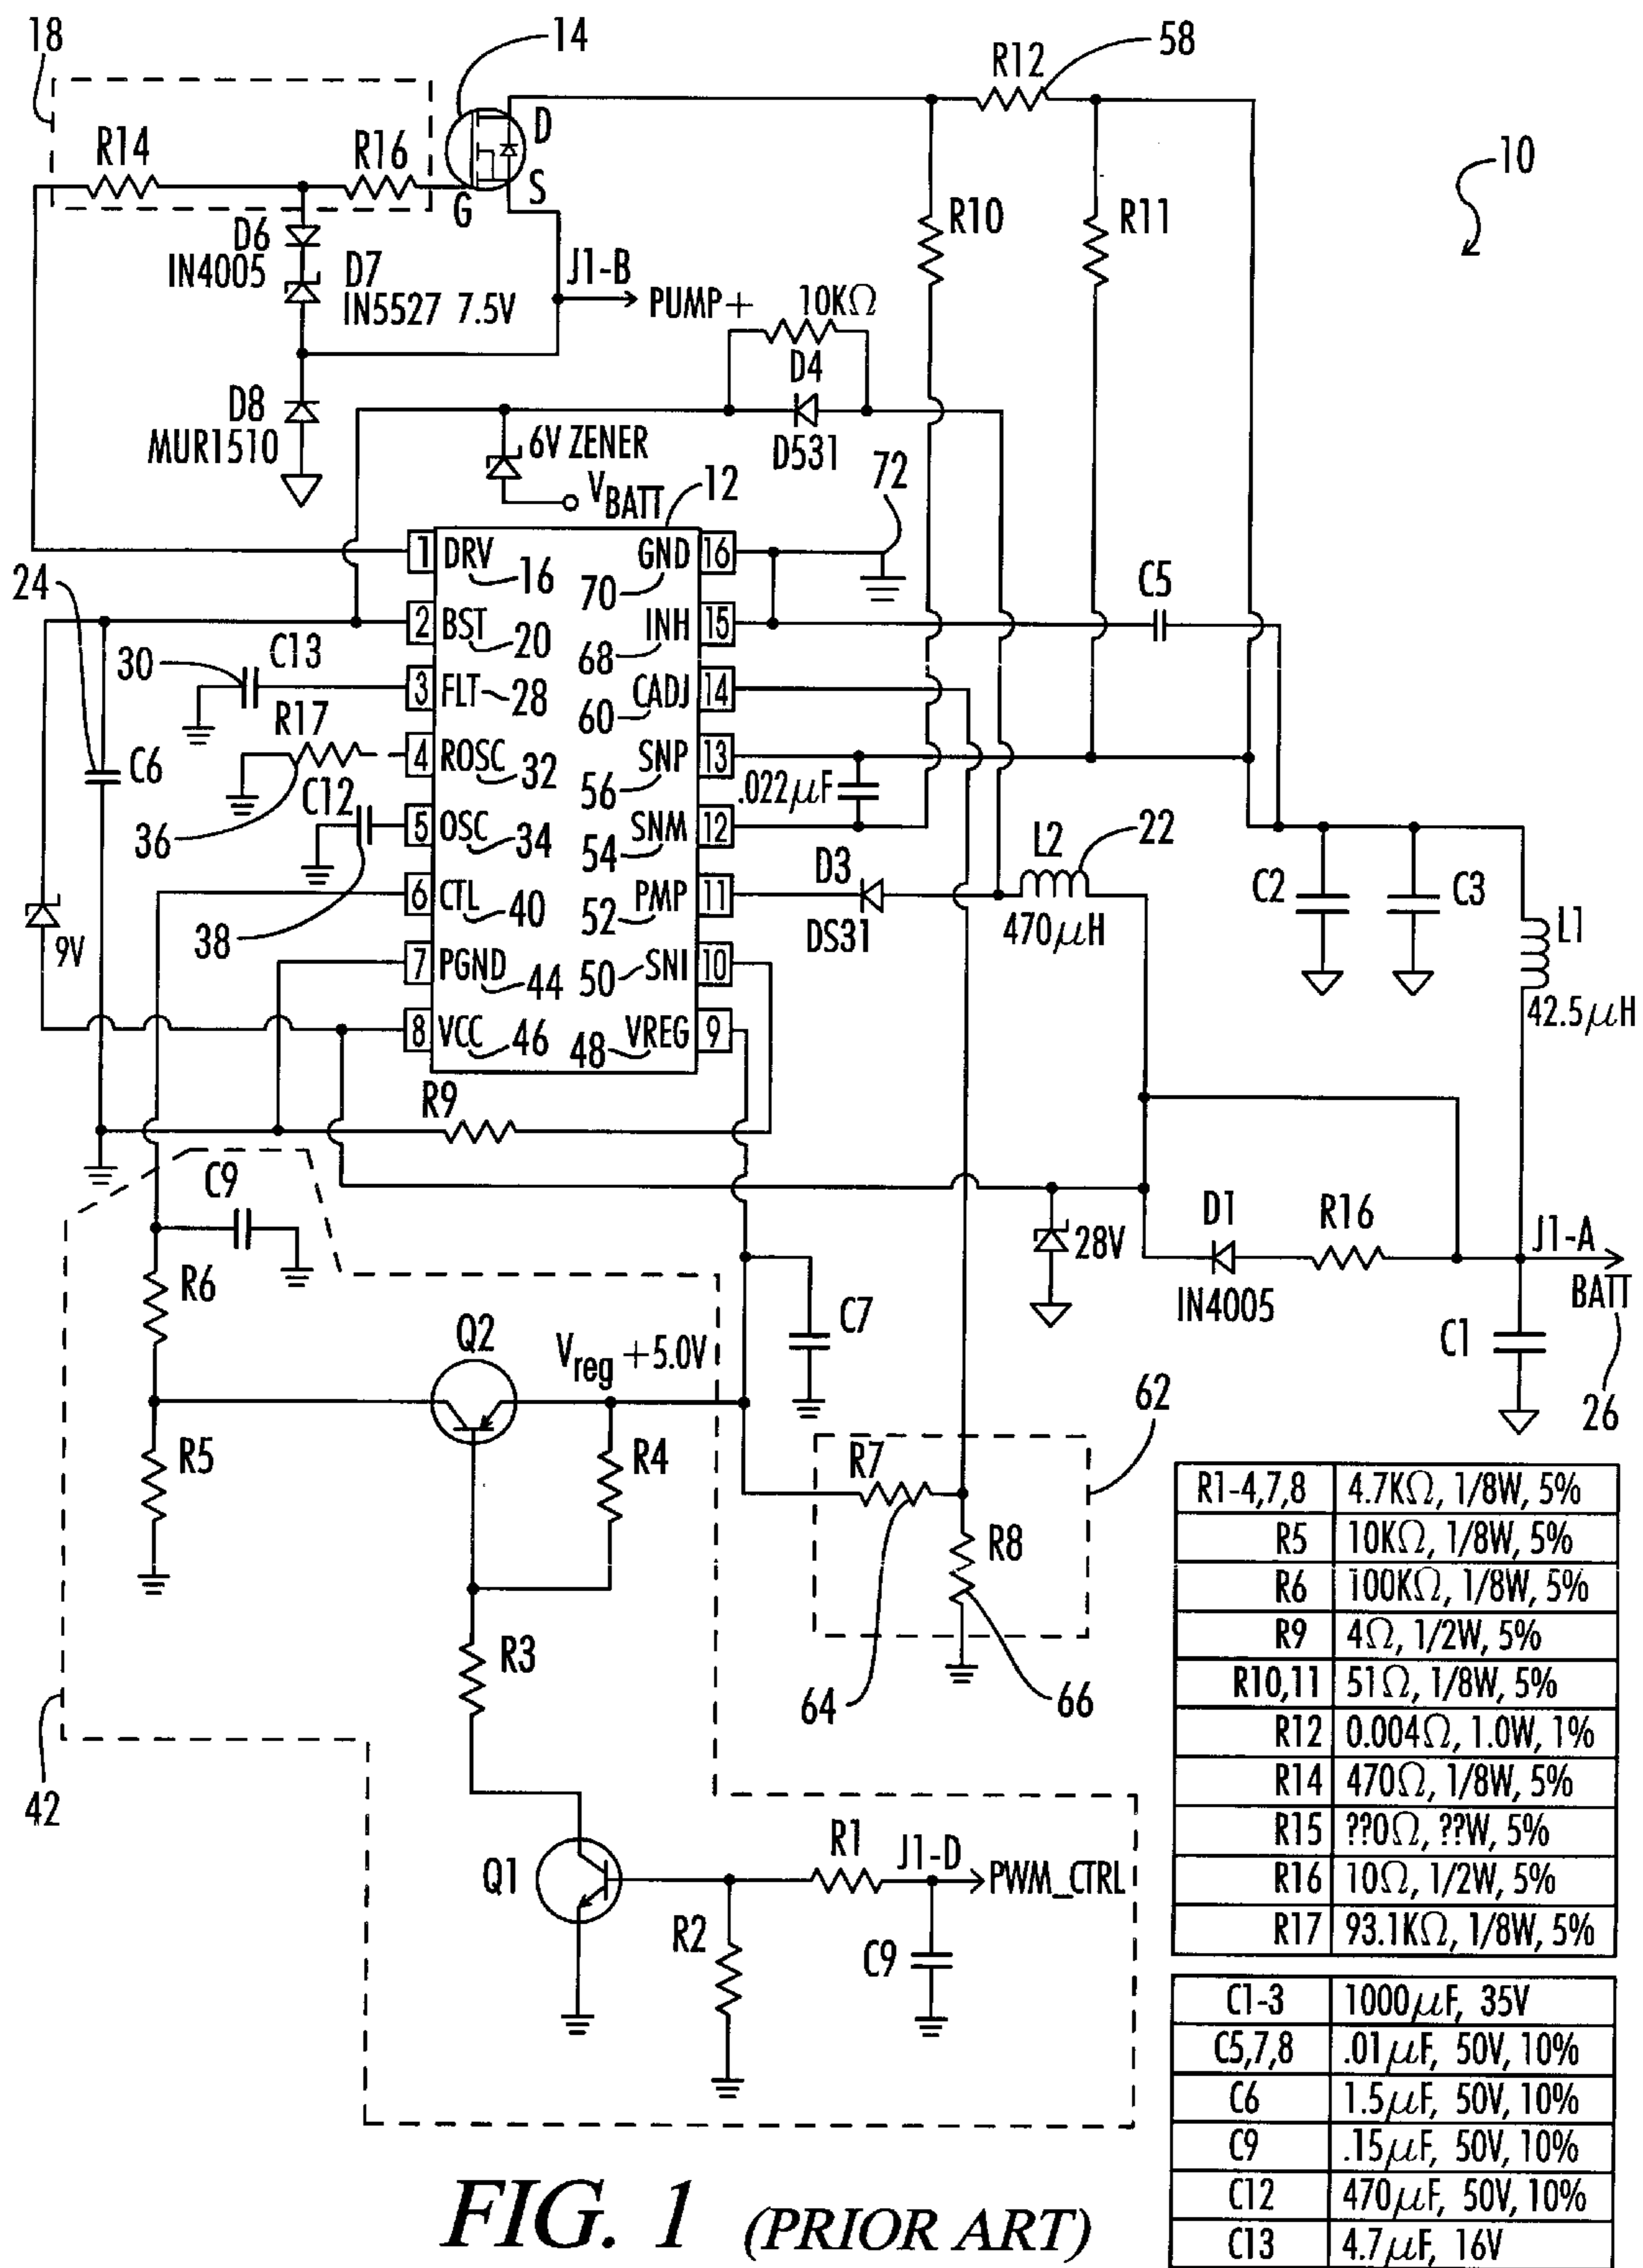 18
14
R12
58
10
R14
R16
D
S
G
R10
R11
D6
IN4005
D7
IN5527 7.5V
J1-B
PUMP+
10KΩ
D4
D531
D8
MUR1510
6V ZENER
VBATT
12
72
1 DRV 16
GND 16
70
24
2 BST 20
INH 15
68
C5
30
C13
3 FLT 28
CADJ 14
60
R17
4 ROSC 32
SNP 13
56
C6
.022μF
36
C12
5 OSC 34
SNM 12
54
L2
22
D3
DS31
470μH
C2
C3
L1
42.5μH
38
6 CTL 40
PMP 11
52
9V
7 PGND 44
50 SNI 10
8 VCC 46
48 VREG 9
R9
C9
28V
D1
IN4005
R16
J1-A
BATT
26
C1
R6
Q2
Vreg +5.0V
C7
62
R5
R4
R7
R8
64
66
R3
42
Q1
R1
J1-D
PWM_CTRL
R2
C9
R1-4,7,8 4.7KΩ, 1/8W, 5%
R5 10KΩ, 1/8W, 5%
R6 100KΩ, 1/8W, 5%
R9 4Ω, 1/2W, 5%
R10,11 51Ω, 1/8W, 5%
R12 0.004Ω, 1.0W, 1%
R14 470Ω, 1/8W, 5%
R15 ??0Ω, ??W, 5%
R16 10Ω, 1/2W, 5%
R17 93.1KΩ, 1/8W, 5%
C1-3 1000μF, 35V
C5,7,8 .01μF, 50V, 10%
C6 1.5μF, 50V, 10%
C9 .15μF, 50V, 10%
C12 470μF, 50V, 10%
C13 4.7μF, 16V
FIG. 1 (PRIOR ART)